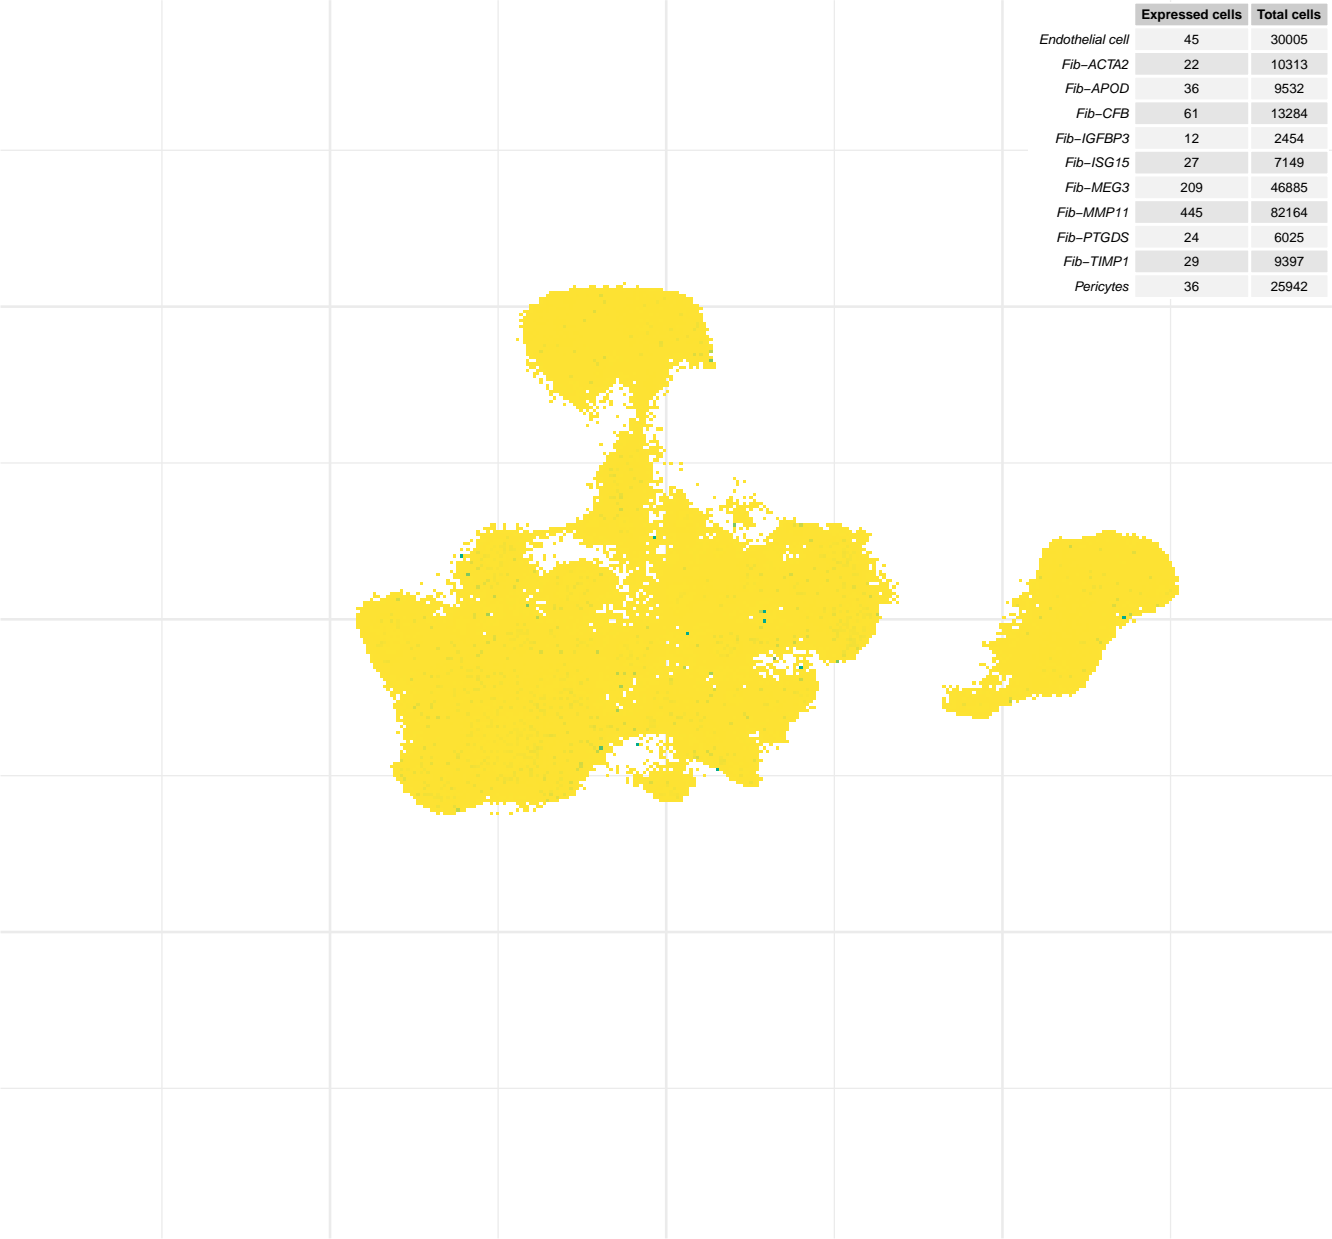 Expressed cells Total cells
Endothelial cell 45 30005
Fib−ACTA2 22 10313
Fib−APOD 36 9532
Fib−CFB 61 13284
Fib−IGFBP3 12 2454
Fib−ISG15 27 7149
Fib−MEG3 209 46885
Fib−MMP11 445 82164
Fib−PTGDS 24 6025
Fib−TIMP1 29 9397
Pericytes 36 25942